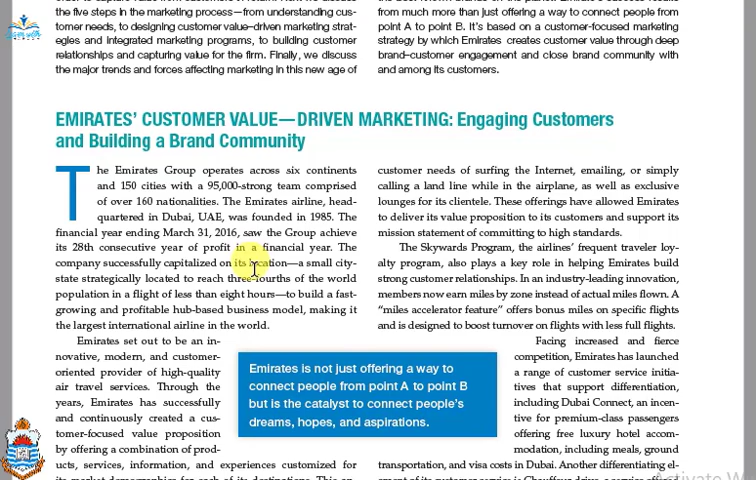 the five steps in the marketing process—from understanding cus-
tomer needs, to designing customer value–driven marketing strat-
egies and integrated marketing programs, to building customer
relationships and capturing value for the firm. Finally, we discuss
the major trends and forces affecting marketing in this new age of
from much more than just offering a way to connect people from
point A to point B. It's based on a customer-focused marketing
strategy by which Emirates creates customer value through deep
brand–customer engagement and close brand community with
and among its customers.
EMIRATES' CUSTOMER VALUE—DRIVEN MARKETING: Engaging Customers
and Building a Brand Community
The Emirates Group operates across six continents
and 150 cities with a 95,000-strong team comprised
of over 160 nationalities. The Emirates airline, head-
quartered in Dubai, UAE, was founded in 1985. The
financial year ending March 31, 2016, saw the Group achieve
its 28th consecutive year of profit in a financial year. The
company successfully capitalized on its location—a small city-
state strategically located to reach three-fourths of the world
population in a flight of less than eight hours—to build a fast-
growing and profitable hub-based business model, making it
the largest international airline in the world.
Emirates set out to be an in-
novative, modern, and customer-
oriented provider of high-quality
air travel services. Through the
years, Emirates has successfully
and continuously created a cus-
tomer-focused value proposition
by offering a combination of prod-
ucts, services, information, and experiences customized for
Emirates is not just offering a way to
connect people from point A to point B
but is the catalyst to connect people's
dreams, hopes, and aspirations.
customer needs of surfing the Internet, emailing, or simply
calling a land line while in the airplane, as well as exclusive
lounges for its clientele. These offerings have allowed Emirates
to deliver its value proposition to its customers and support its
mission statement of committing to high standards.
The Skywards Program, the airlines' frequent traveler loy-
alty program, also plays a key role in helping Emirates build
strong customer relationships. In an industry-leading innovation,
members now earn miles by zone instead of actual miles flown. A
"miles accelerator feature" offers bonus miles on specific flights
and is designed to boost turnover on flights with less full flights.
Facing increased and fierce
competition, Emirates has launched
a range of customer service initia-
tives that support differentiation,
including Dubai Connect, an incen-
tive for premium-class passengers
offering free luxury hotel accom-
modation, including meals, ground
transportation, and visa costs in Dubai. Another differentiating el-
Activate W